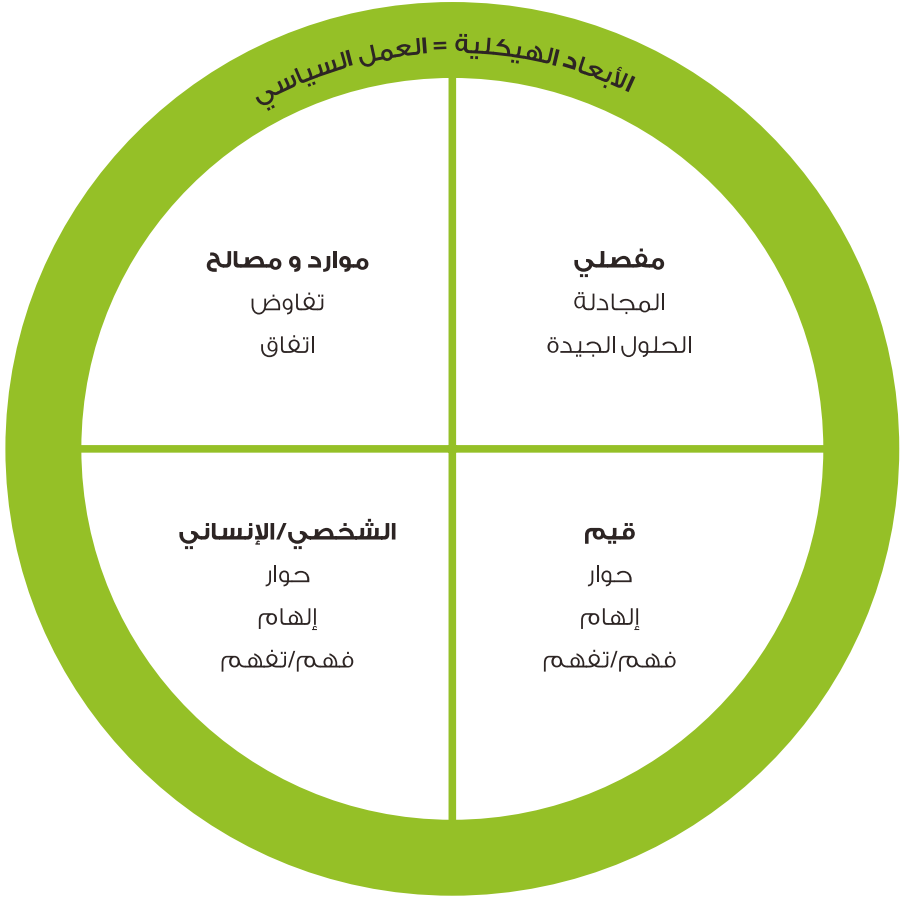 الأبعاد الهيكلية = العمل السياسي
مفصلي
المجادلة
الحلول الجيدة
موارد و مصالح
تفاوض
اتفاق
قيم
حوار
إلهام
فهم/تفهم
الشخصي/الإنساني
حوار
إلهام
فهم/تفهم